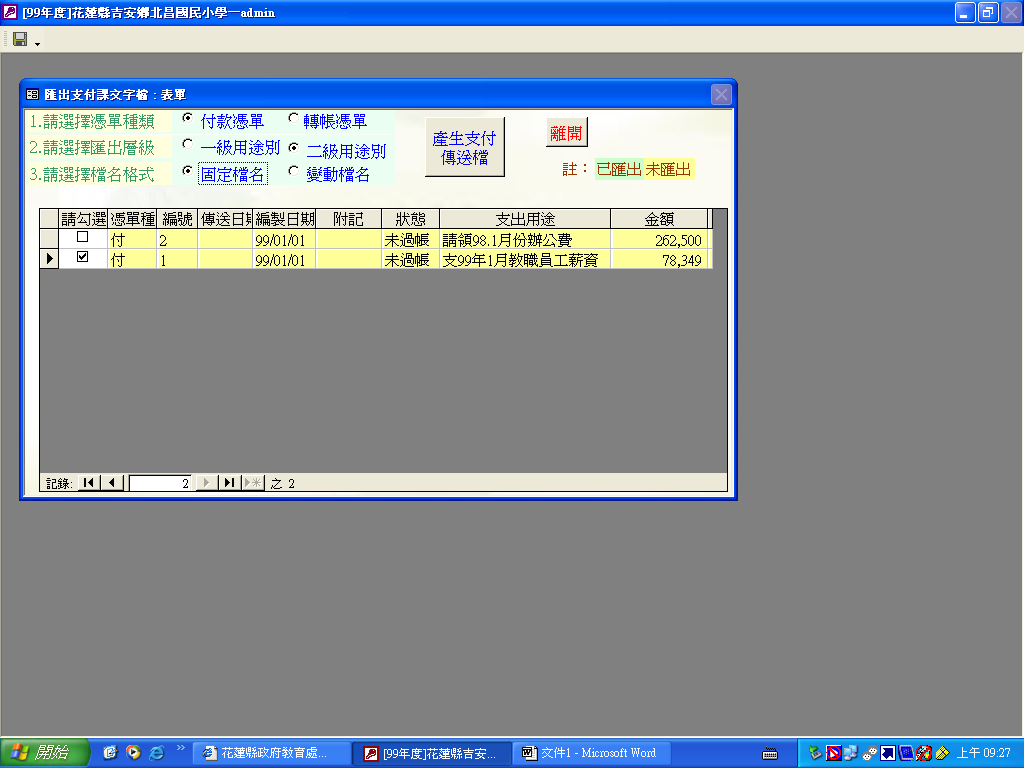 [99年度]花蓮縣吉安鄉北昌國民小學--admin
匯出支付課文字檔 : 表單
1.請選擇憑單種類 付款憑單 轉帳憑單
2.請選擇匯出層級 一級用途別 二級用途別
3.請選擇檔名格式 固定檔名 變動檔名
產生支付
傳送檔
離開
註： 已匯出 未匯出
請勾選 憑單種 編號 傳送日期 編製日期 附記 狀態 支出用途 金額
付 2 99/01/01 未過帳 請領98.1月份辦公費 262,500
付 1 99/01/01 未過帳 支99年1月教職員工薪資 78,349
記錄: 2 之 2
開始 花蓮縣政府教育處... [99年度]花蓮縣吉安... 文件1 - Microsoft Word 上午 09:27